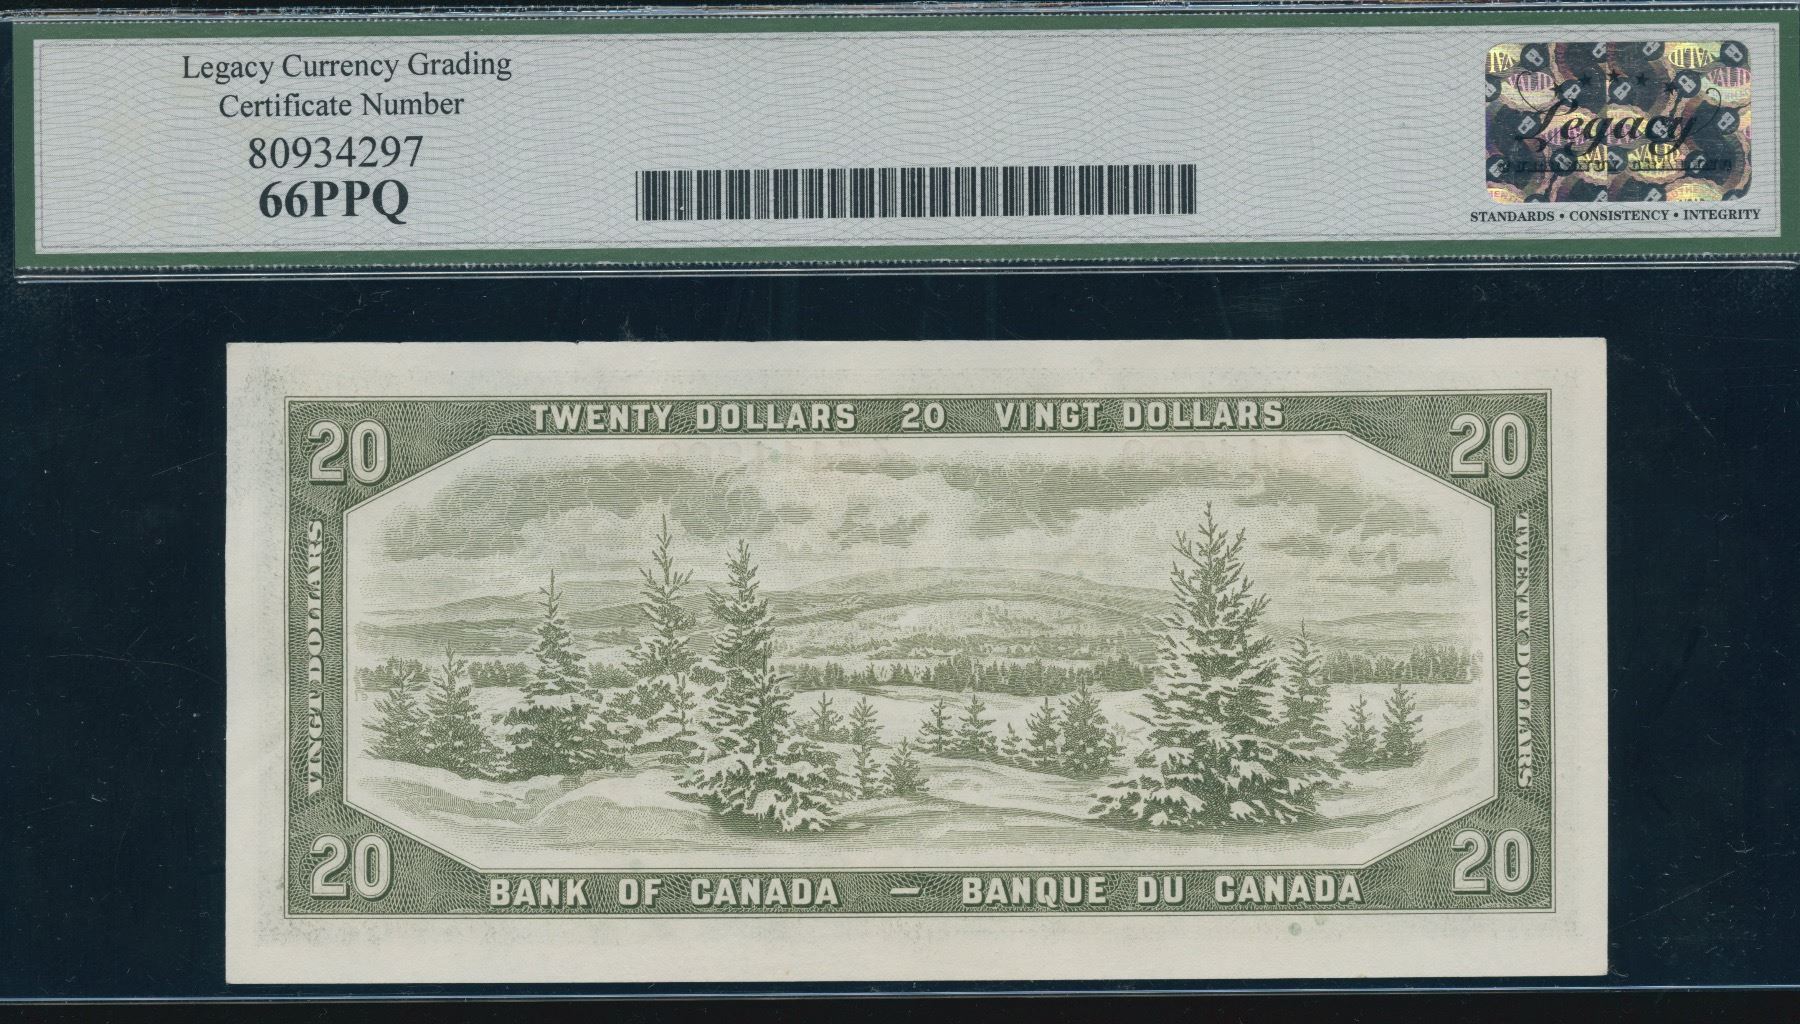 Legacy Currency Grading
Certificate Number
80934297
66PPQ
Legacy
STANDARDS • CONSISTENCY • INTEGRITY
TWENTY DOLLARS 20 VINGT DOLLARS
20
20
VINGT DOLLARS
TWENTY DOLLARS
20
20
BANK OF CANADA — BANQUE DU CANADA